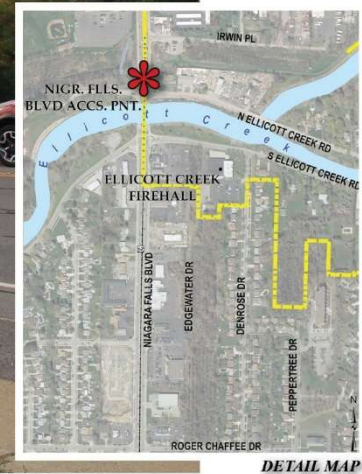 IRWIN PL
NIGR. FLLS.
BLVD ACCS. PNT.
Ellicott Creek
N ELLICOTT CREEK RD
S ELLICOTT CREEK RD
ELLICOTT CREEK
FIREHALL
NIAGARA FALLS BLVD
EDGEWATER DR
DENROSE DR
PEPPERTREE DR
ROGER CHAFFEE DR
N
DETAIL MAP